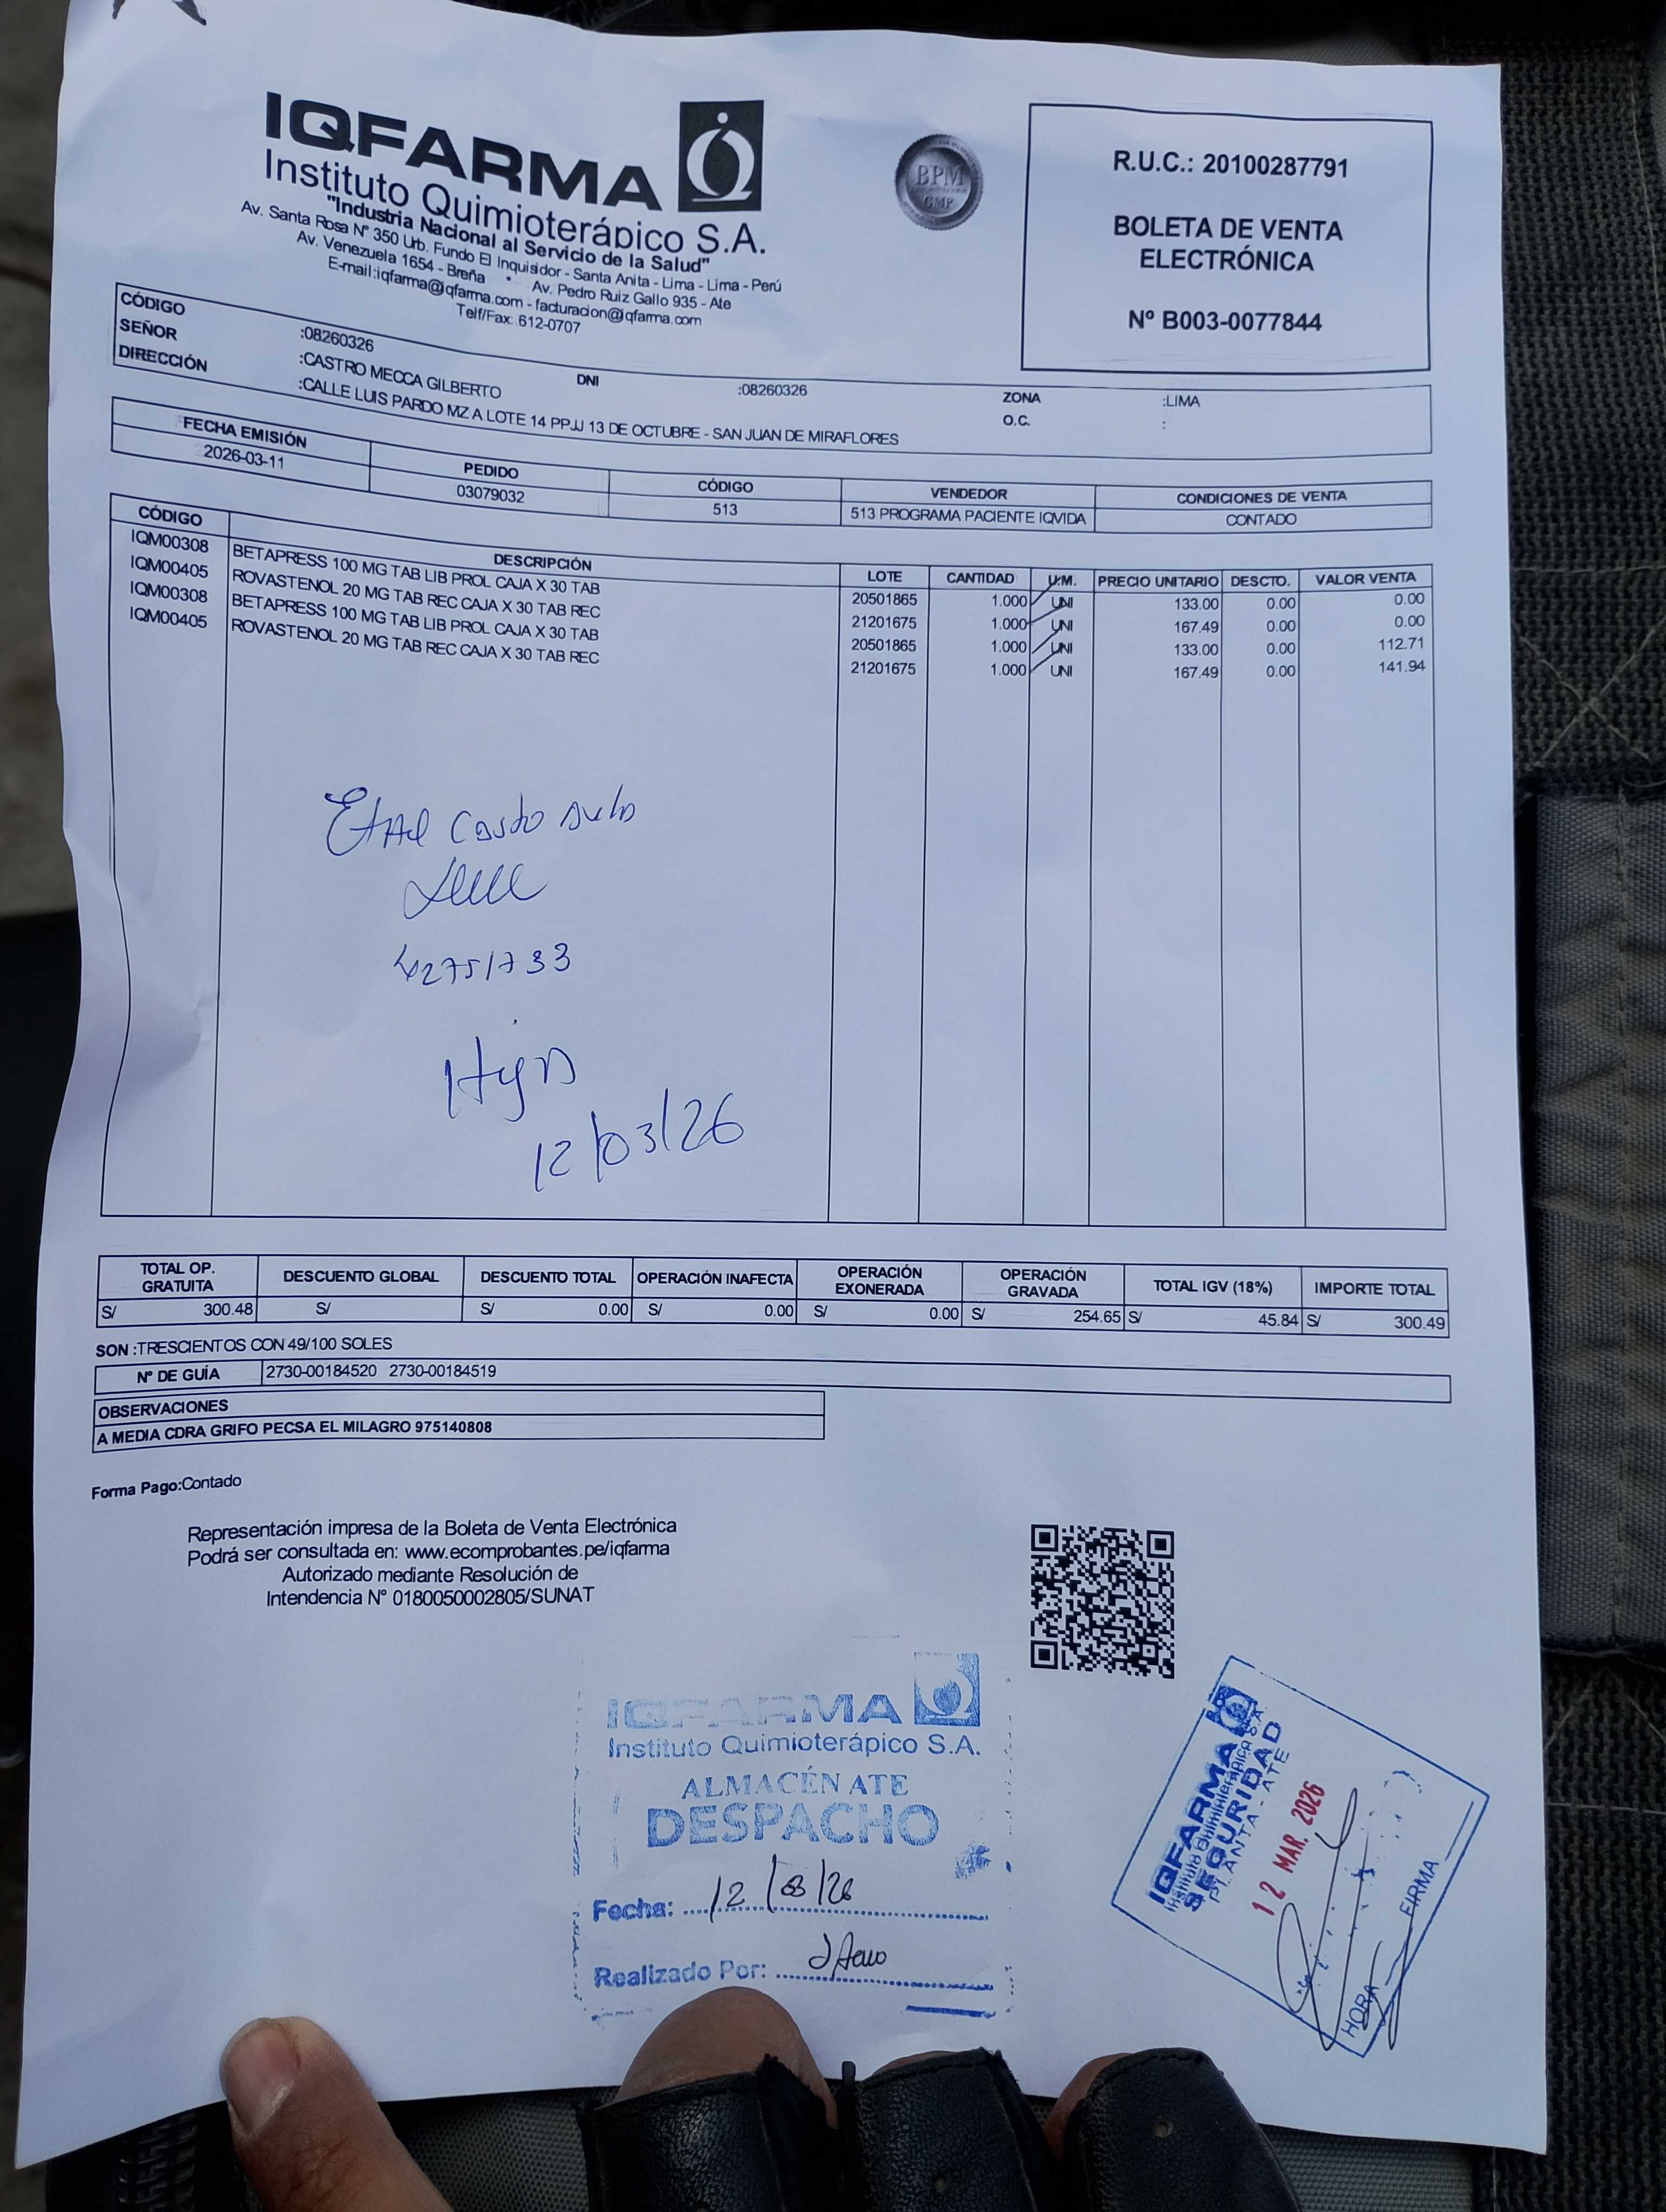 IQFARMA
Instituto Quimioterápico S.A.
"Industria Nacional al Servicio de la Salud"
Av. Santa Rosa Nº 350 Urb. Fundo El Inquisidor - Santa Anita - Lima - Lima - Perú
Av. Venezuela 1654 - Breña * Av. Pedro Ruiz Gallo 935 - Ate
E-mail:iqfarma@iqfarma.com - facturacion@iqfarma.com
Telf/Fax: 612-0707
BPM
GMP
R.U.C.: 20100287791
BOLETA DE VENTA
ELECTRÓNICA
Nº B003-0077844
CÓDIGO :08260326
SEÑOR :CASTRO MECCA GILBERTO DNI :08260326 ZONA :LIMA
DIRECCIÓN :CALLE LUIS PARDO MZ A LOTE 14 PPJJ 13 DE OCTUBRE - SAN JUAN DE MIRAFLORES O.C. :
FECHA EMISIÓN PEDIDO CÓDIGO VENDEDOR CONDICIONES DE VENTA
2026-03-11 03079032 513 513 PROGRAMA PACIENTE IQVIDA CONTADO
CÓDIGO DESCRIPCIÓN LOTE CANTIDAD U.M. PRECIO UNITARIO DESCTO. VALOR VENTA
IQM00308 BETAPRESS 100 MG TAB LIB PROL CAJA X 30 TAB 20501865 1.000 UNI 133.00 0.00 0.00
IQM00405 ROVASTENOL 20 MG TAB REC CAJA X 30 TAB REC 21201675 1.000 UNI 167.49 0.00 0.00
IQM00308 BETAPRESS 100 MG TAB LIB PROL CAJA X 30 TAB 20501865 1.000 UNI 133.00 0.00 112.71
IQM00405 ROVASTENOL 20 MG TAB REC CAJA X 30 TAB REC 21201675 1.000 UNI 167.49 0.00 141.94
42751733
Hija
12/03/26
TOTAL OP. GRATUITA DESCUENTO GLOBAL DESCUENTO TOTAL OPERACIÓN INAFECTA OPERACIÓN EXONERADA OPERACIÓN GRAVADA TOTAL IGV (18%) IMPORTE TOTAL
S/ 300.48 S/ S/ 0.00 S/ 0.00 S/ 0.00 S/ 254.65 S/ 45.84 S/ 300.49
SON :TRESCIENTOS CON 49/100 SOLES
Nº DE GUÍA 2730-00184520 2730-00184519
OBSERVACIONES
A MEDIA CDRA GRIFO PECSA EL MILAGRO 975140808
Forma Pago:Contado
Representación impresa de la Boleta de Venta Electrónica
Podrá ser consultada en: www.ecomprobantes.pe/iqfarma
Autorizado mediante Resolución de
Intendencia Nº 0180050002805/SUNAT
IQFARMA
Instituto Quimioterápico S.A.
ALMACÉN ATE
DESPACHO
Fecha: 12/03/26
Realizado Por:
IQFARMA
Instituto Quimioterápico S.A.
SEGURIDAD
PLANTA - ATE
12 MAR. 2026
HORA FIRMA